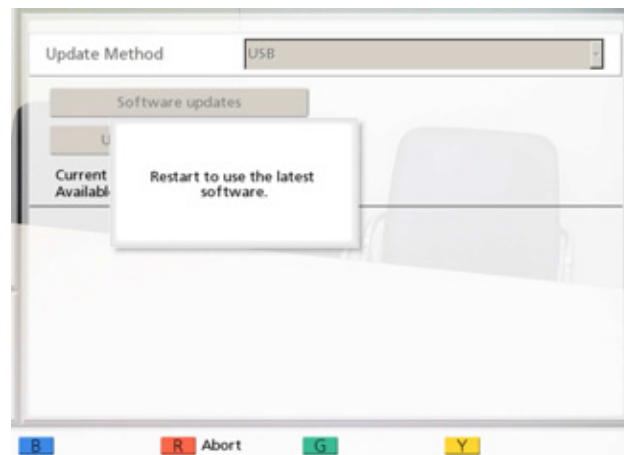 Update Method
USB
Software updates
U
Current
Availabl
Restart to use the latest
software.
B
R Abort
G
Y